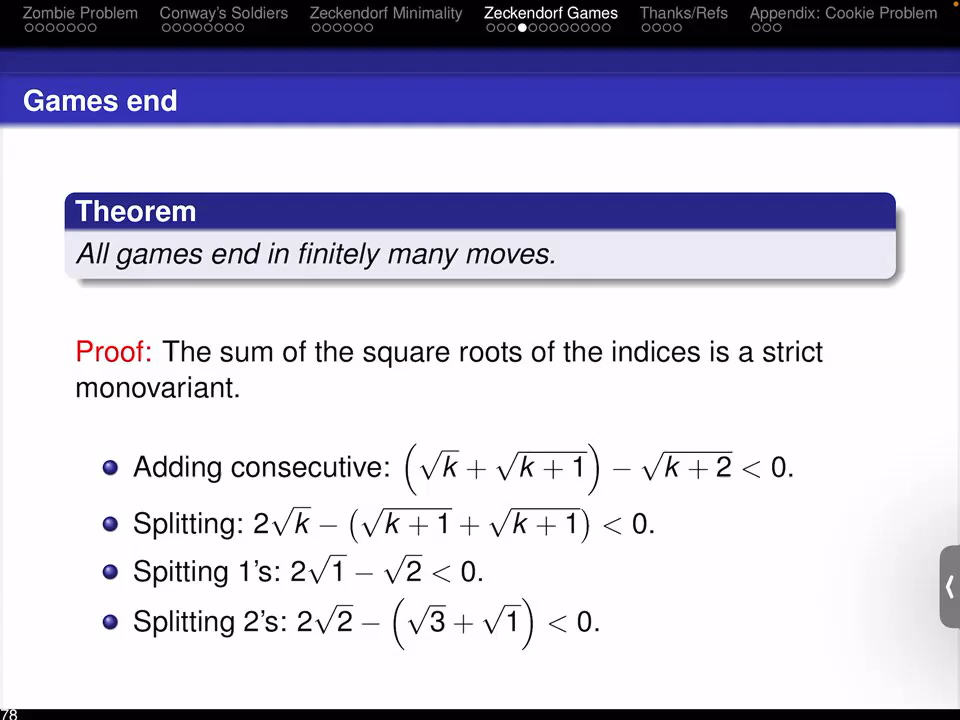 Zombie Problem Conway's Soldiers Zeckendorf Minimality Zeckendorf Games Thanks/Refs Appendix: Cookie Problem
Games end
Theorem
All games end in finitely many moves.
Proof: The sum of the square roots of the indices is a strict
monovariant.
Adding consecutive: (√k + √k + 1) − √k + 2 < 0.
Splitting: 2√k − (√k + 1 + √k + 1) < 0.
Spitting 1's: 2√1 − √2 < 0.
Splitting 2's: 2√2 − (√3 + √1) < 0.
78